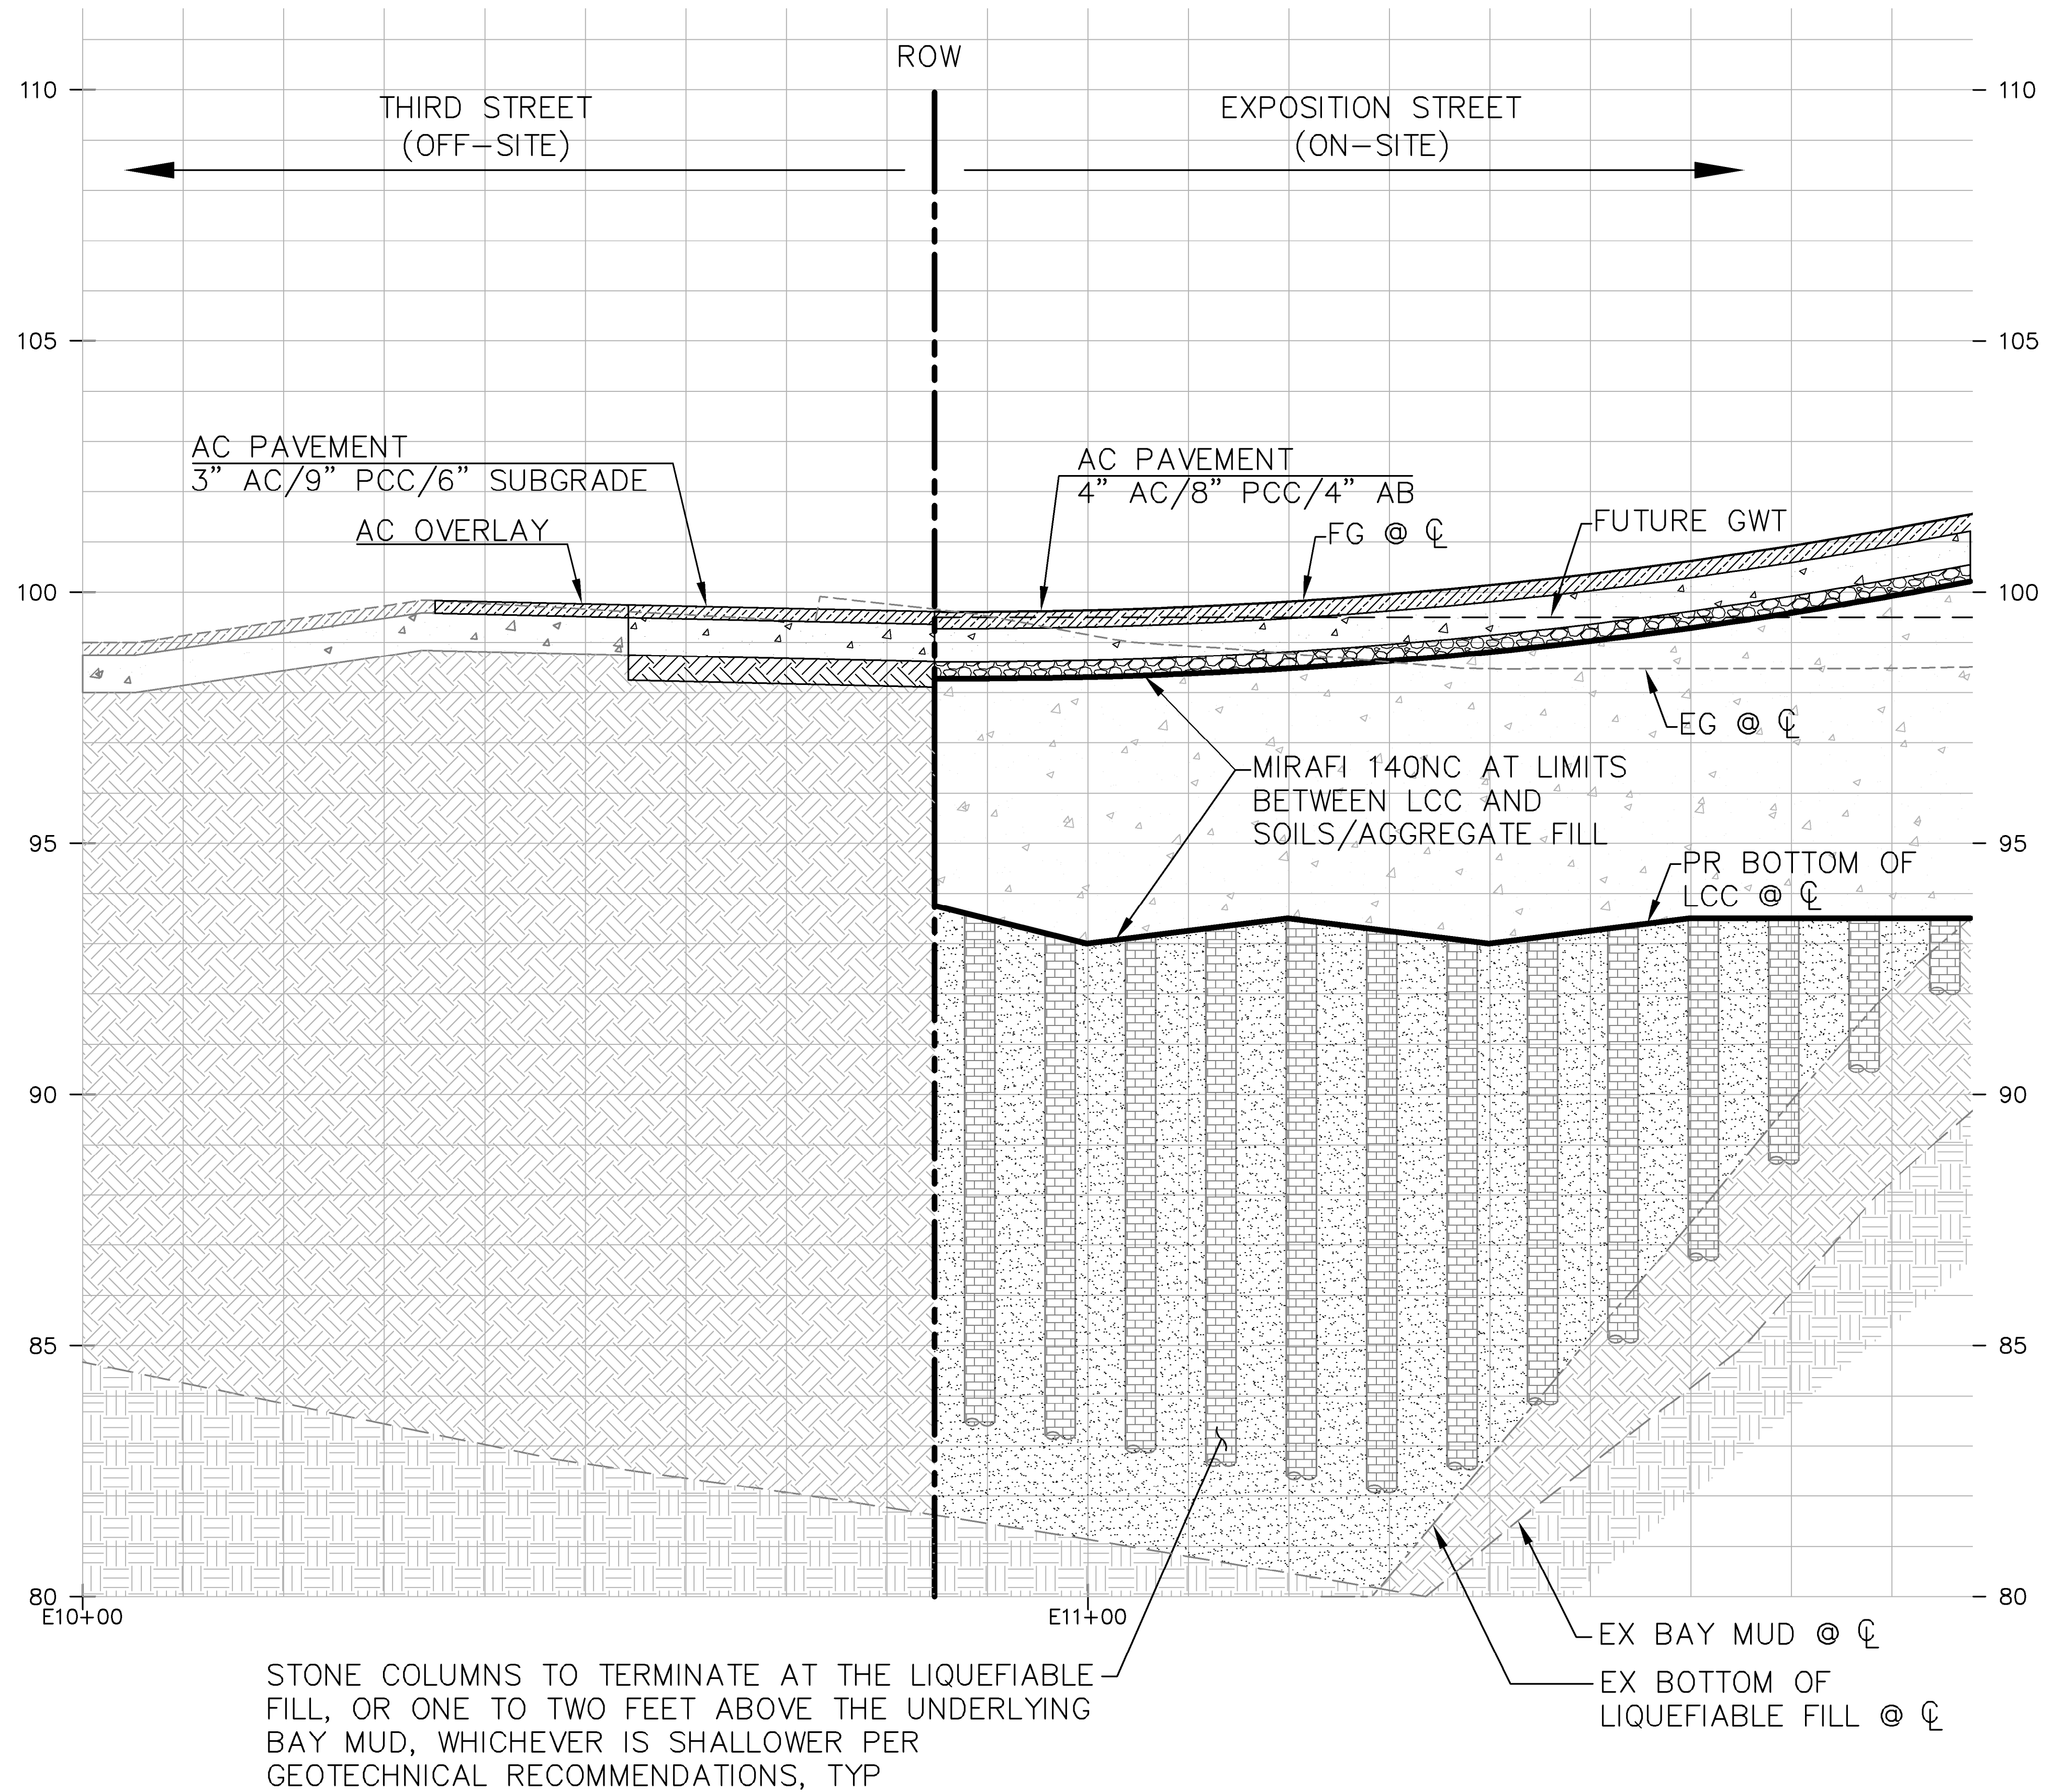 ROW
110
110
THIRD STREET
(OFF-SITE)
EXPOSITION STREET
(ON-SITE)
105
105
AC PAVEMENT
3" AC/9" PCC/6" SUBGRADE
AC OVERLAY
AC PAVEMENT
4" AC/8" PCC/4" AB
FG @ ℄
FUTURE GWT
100
100
EG @ ℄
MIRAFI 140NC AT LIMITS
BETWEEN LCC AND
SOILS/AGGREGATE FILL
95
95
PR BOTTOM OF
LCC @ ℄
90
90
85
85
80
80
E10+00
E11+00
EX BAY MUD @ ℄
EX BOTTOM OF
LIQUEFIABLE FILL @ ℄
STONE COLUMNS TO TERMINATE AT THE LIQUEFIABLE
FILL, OR ONE TO TWO FEET ABOVE THE UNDERLYING
BAY MUD, WHICHEVER IS SHALLOWER PER
GEOTECHNICAL RECOMMENDATIONS, TYP